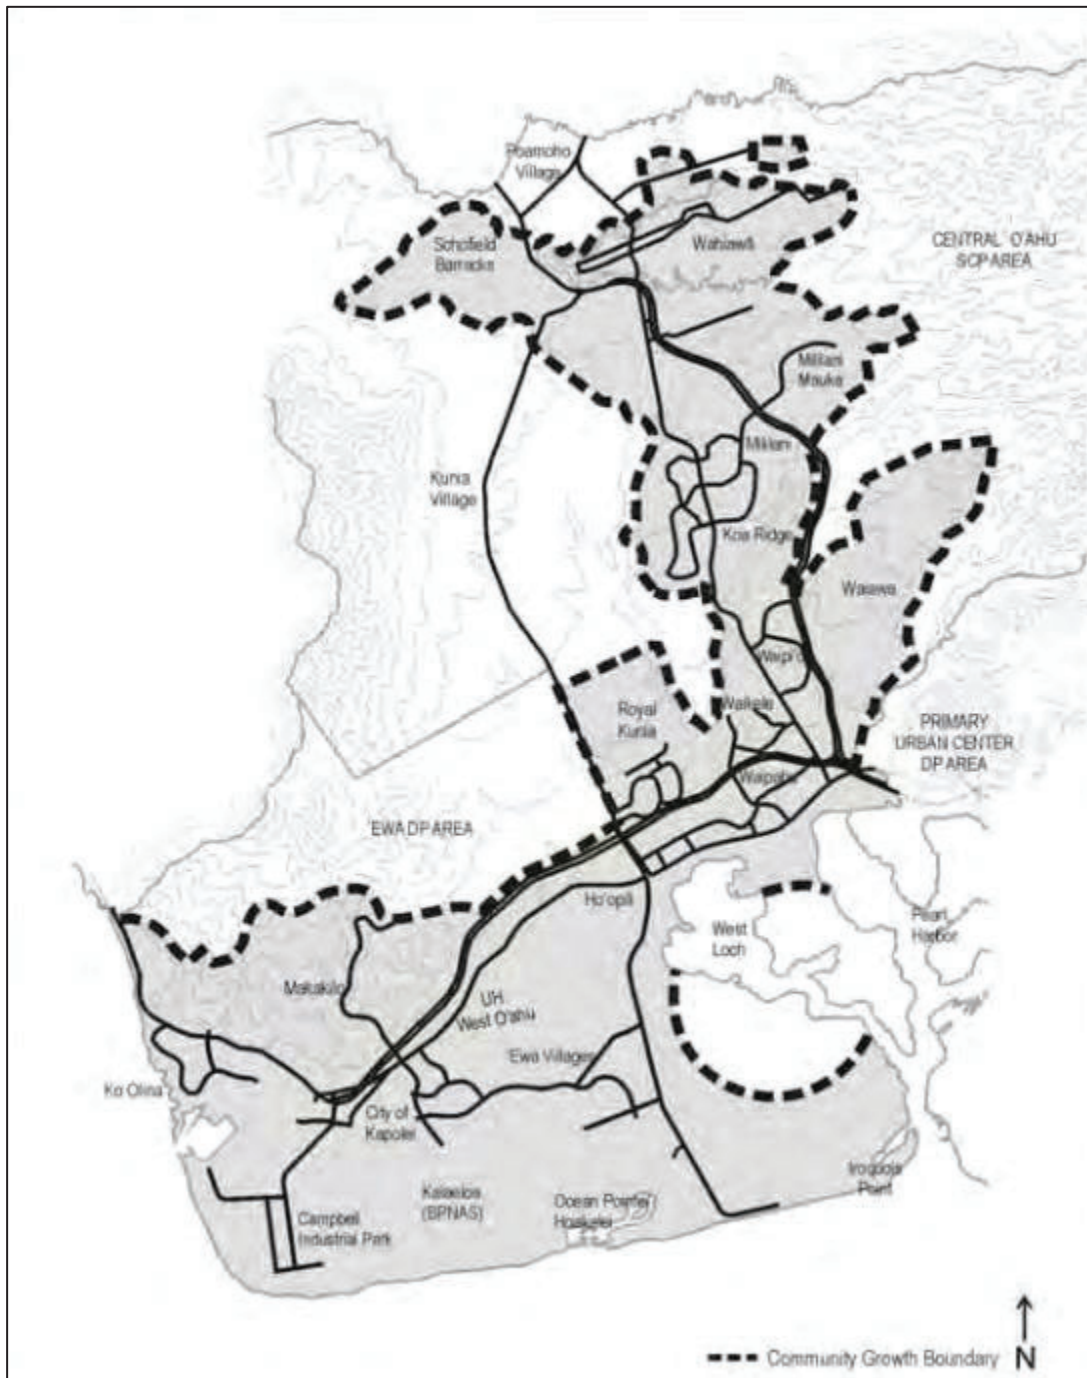 Poamoho
Village
Schofield
Barracks
Wahiawā
CENTRAL O'AHU
SCP AREA
Mililani
Mauka
Mililani
Kunia
Village
Koa Ridge
Waiawa
Waipi'o
Waikele
Royal
Kunia
PRIMARY
URBAN CENTER
DP AREA
Waipahu
EWA DP AREA
Ho'opili
West
Loch
Pearl
Harbor
Makakilo
UH
West O'ahu
'Ewa Villages
Ko Olina
City of
Kapolei
Iroquois
Point
Kalaeloa
(BPNAS)
Ocean Pointe/
Hoakalei
Campbell
Industrial Park
Community Growth Boundary
N